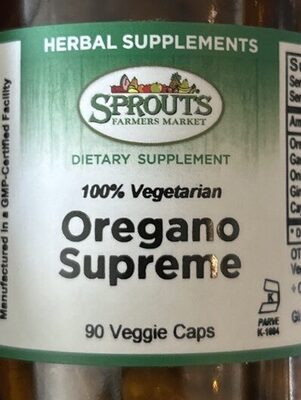 HERBAL SUPPLEMENTS
SPROUTS
FARMERS MARKET
DIETARY SUPPLEMENT
100% Vegetarian
Oregano
Supreme
90 Veggie Caps
Manufactured in a GMP-Certified Facility
PARVE